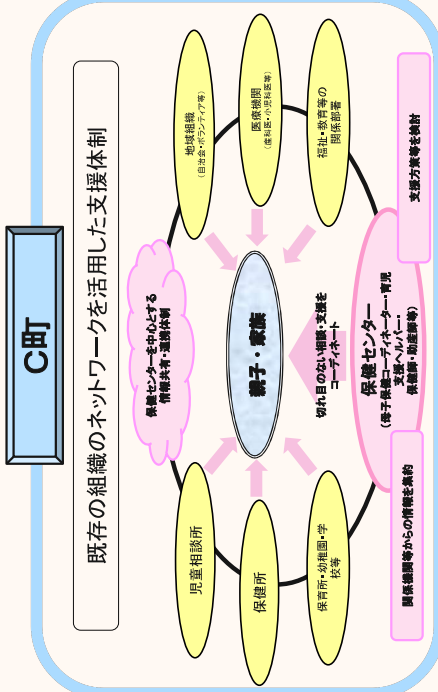 C町
既存の組織のネットワークを活用した支援体制
保健センターを中心とする
情報共有・連携体制
児童相談所
保健所
保育所・幼稚園・学
校等
地域組織
(自治会・ボランティア等)
医療機関
(産科医・小児科医等)
福祉・教育等の
関係部署
親子・家族
切れ目のない相談・支援を
コーディネート
保健センター
(母子保健コーディネーター・育児
支援ヘルパー・
保健師・助産師等)
関係機関等からの情報を集約
支援方策等を検討